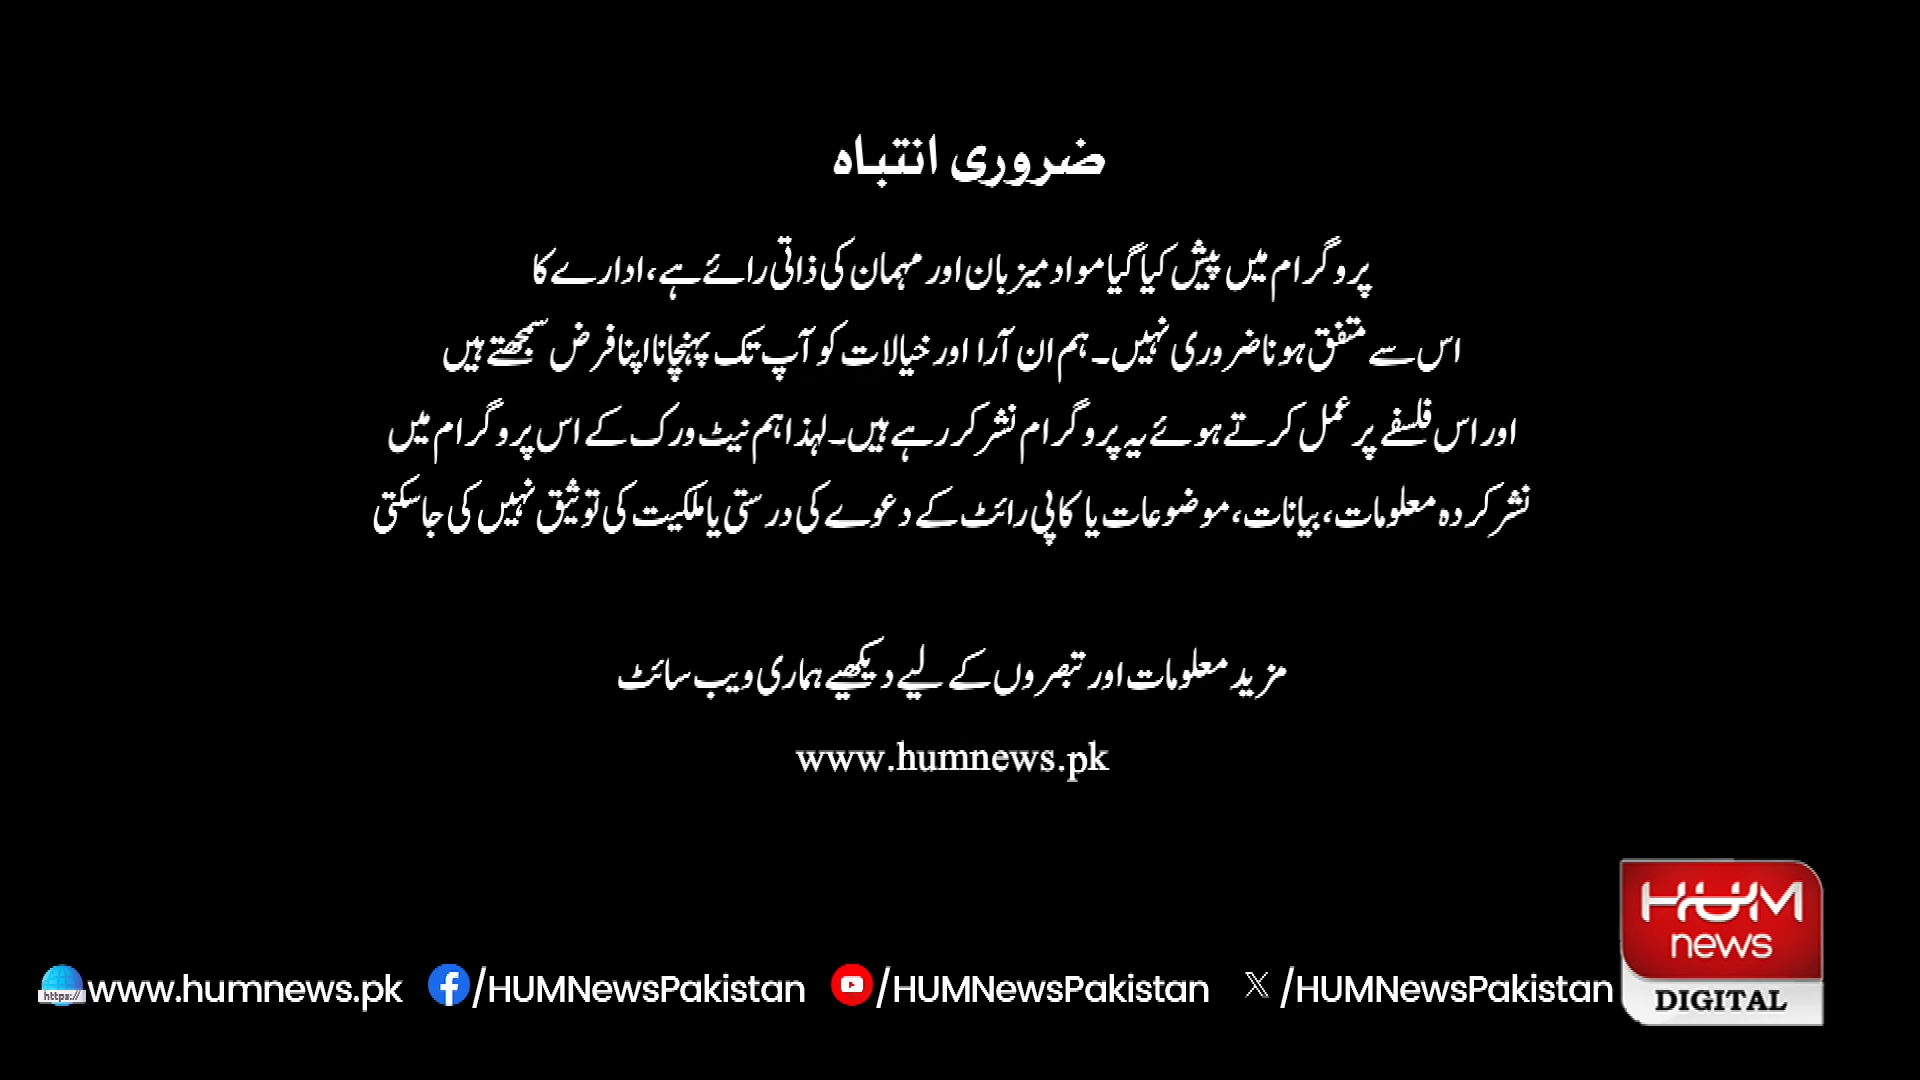 ضروری انتباہ
پروگرام میں پیش کیا گیا مواد میزبان اور مہمان کی ذاتی رائے ہے، ادارے کا
اس سے متفق ہونا ضروری نہیں۔ ہم ان آرا اور خیالات کو آپ تک پہنچانا اپنا فرض سمجھتے ہیں
اور اس فلسفے پر عمل کرتے ہوئے یہ پروگرام نشر کر رہے ہیں۔ لہذا ہم نیٹ ورک کے اس پروگرام میں
نشر کردہ معلومات، بیانات، موضوعات یا کاپی رائٹ کے دعوے کی درستی یا ملکیت کی توثیق نہیں کی جاسکتی
مزید معلومات اور تبصروں کے لیے دیکھیے ہماری ویب سائٹ
www.humnews.pk
HUM
news
DIGITAL
https:// www.humnews.pk /HUMNewsPakistan /HUMNewsPakistan X /HUMNewsPakistan